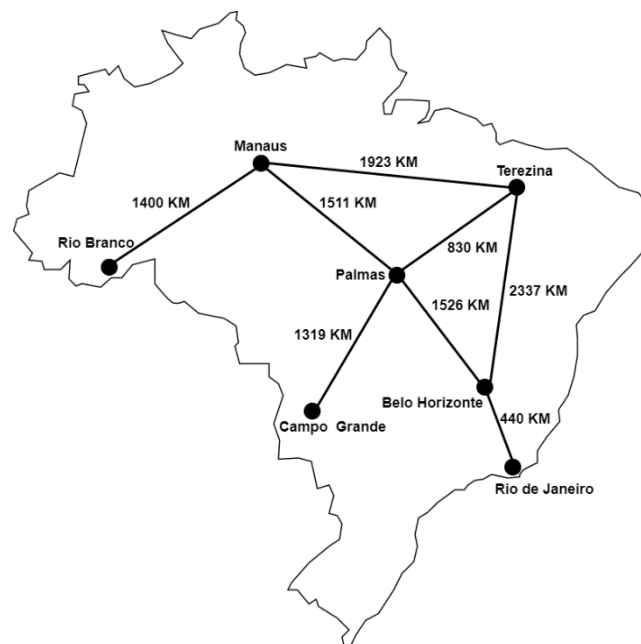 Manaus
1923 KM
Terezina
1400 KM
1511 KM
Rio Branco
830 KM
Palmas
1526 KM
2337 KM
1319 KM
Belo Horizonte
Campo Grande
440 KM
Rio de Janeiro